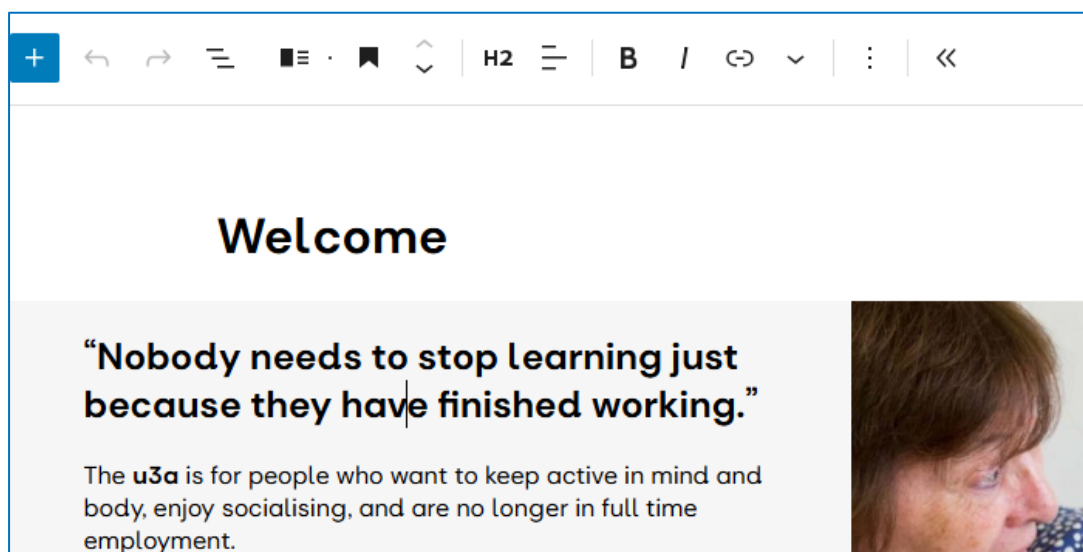 H2 B I
Welcome
“Nobody needs to stop learning just
because they have finished working.”
The u3a is for people who want to keep active in mind and
body, enjoy socialising, and are no longer in full time
employment.